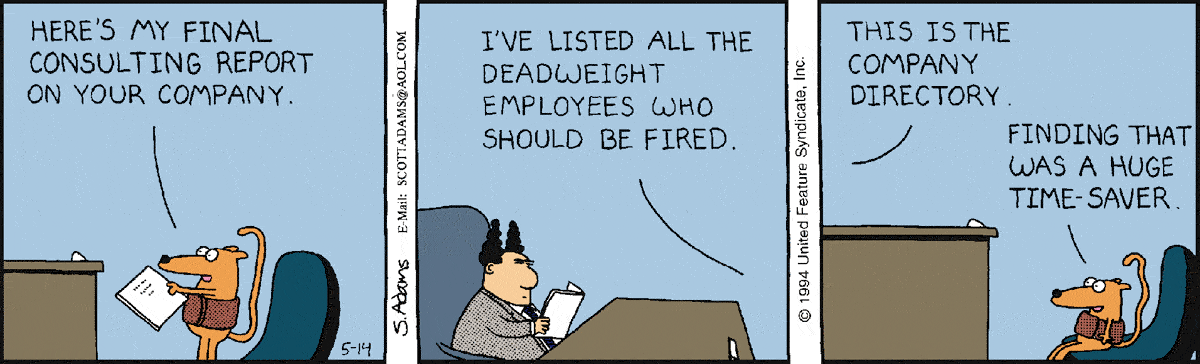 HERE'S MY FINAL
CONSULTING REPORT
ON YOUR COMPANY.
5-14
S. Adams
E-Mail: SCOTTADAMS@AOL.COM
I'VE LISTED ALL THE
DEADWEIGHT
EMPLOYEES WHO
SHOULD BE FIRED.
© 1994 United Feature Syndicate, Inc.
THIS IS THE
COMPANY
DIRECTORY.
FINDING THAT
WAS A HUGE
TIME-SAVER.